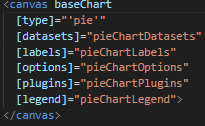 <canvas baseChart
[type]="'pie'"
[datasets]="pieChartDatasets"
[labels]="pieChartLabels"
[options]="pieChartOptions"
[plugins]="pieChartPlugins"
[legend]="pieChartLegend">
</canvas>